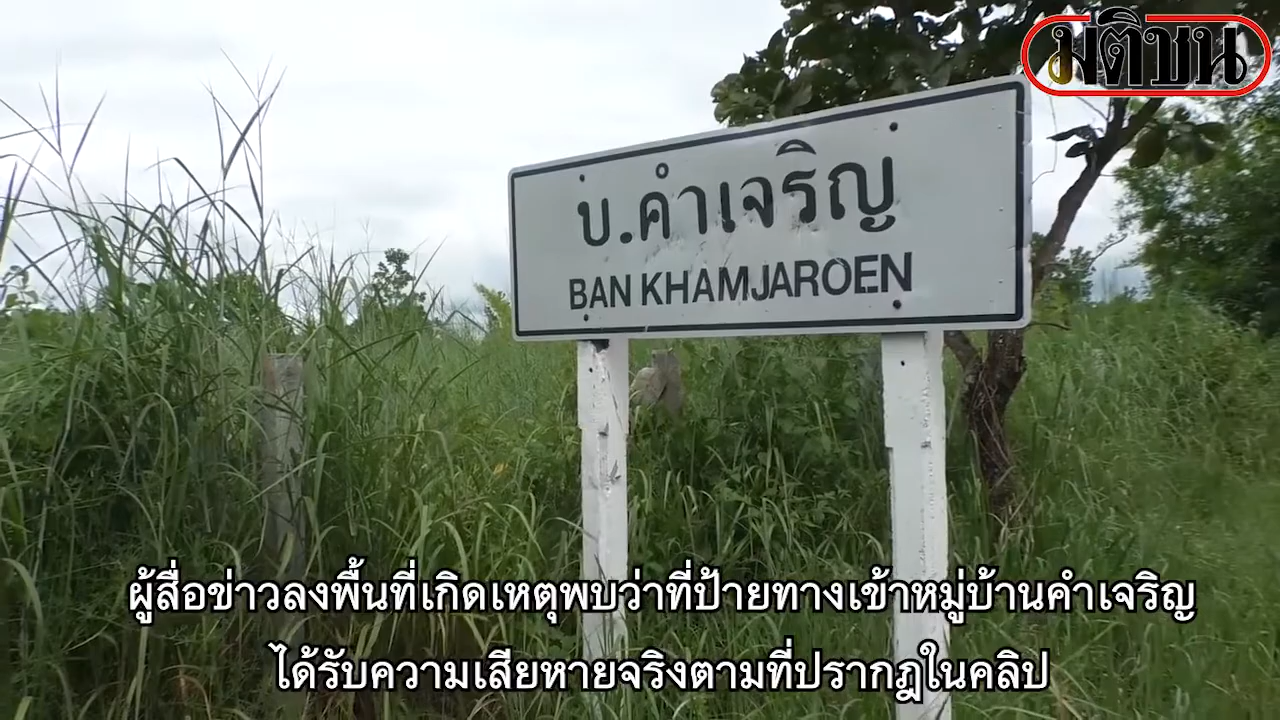 มติชน
บ.คำเจริญ
BAN KHAMJAROEN
ผู้สื่อข่าวลงพื้นที่เกิดเหตุพบว่าที่ป้ายทางเข้าหมู่บ้านคำเจริญ
ได้รับความเสียหายจริงตามที่ปรากฎในคลิป